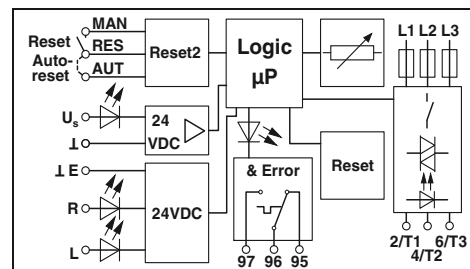 MAN
Reset
RES
Auto-
reset
AUT
Reset2
Logic
µP
L1 L2 L3
Us
24
VDC
⊥
⊥ E
R
L
24VDC
& Error
97 96 95
Reset
2/T1 6/T3
4/T2